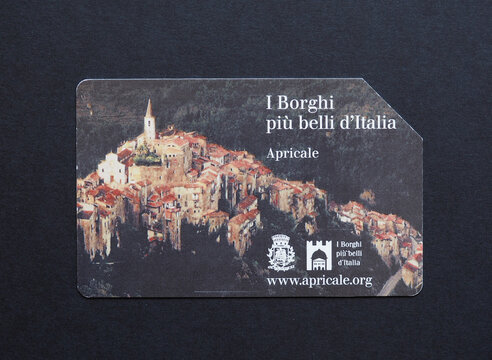 I Borghi
più belli d'Italia
Apricale
I Borghi
più belli
d'Italia
www.apricale.org